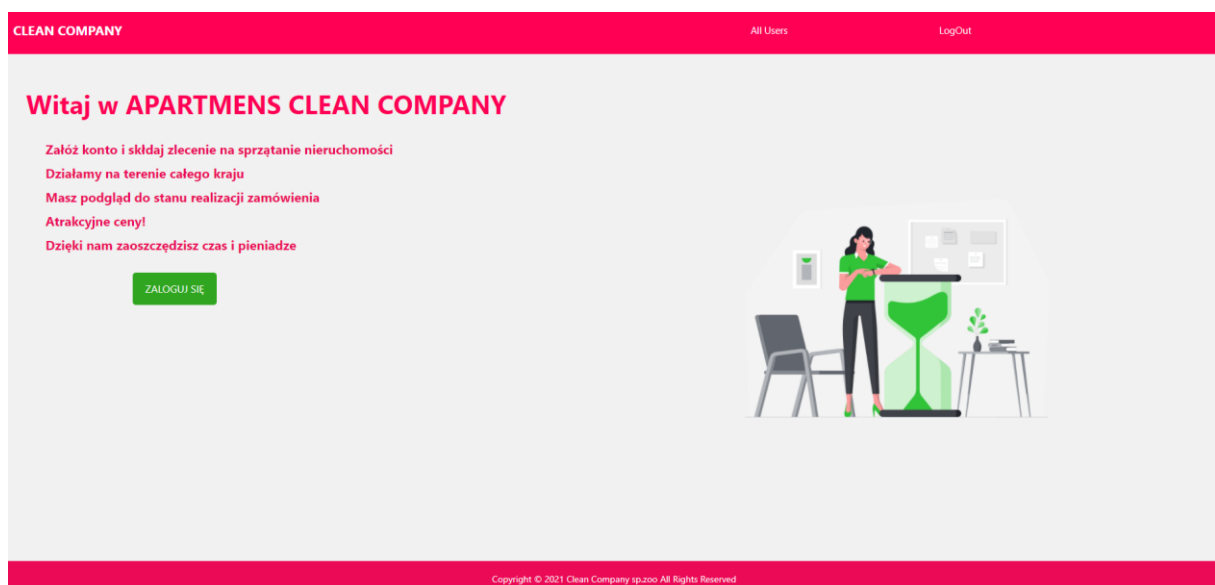 CLEAN COMPANY
All Users
LogOut
Witaj w APARTMENS CLEAN COMPANY
Załóż konto i skłdaj zlecenie na sprzątanie nieruchomości
Działamy na terenie całego kraju
Masz podgląd do stanu realizacji zamówienia
Atrakcyjne ceny!
Dzięki nam zaoszczędzisz czas i pieniadze
ZALOGUJ SIĘ
Copyright © 2021 Clean Company sp.zoo All Rights Reserved